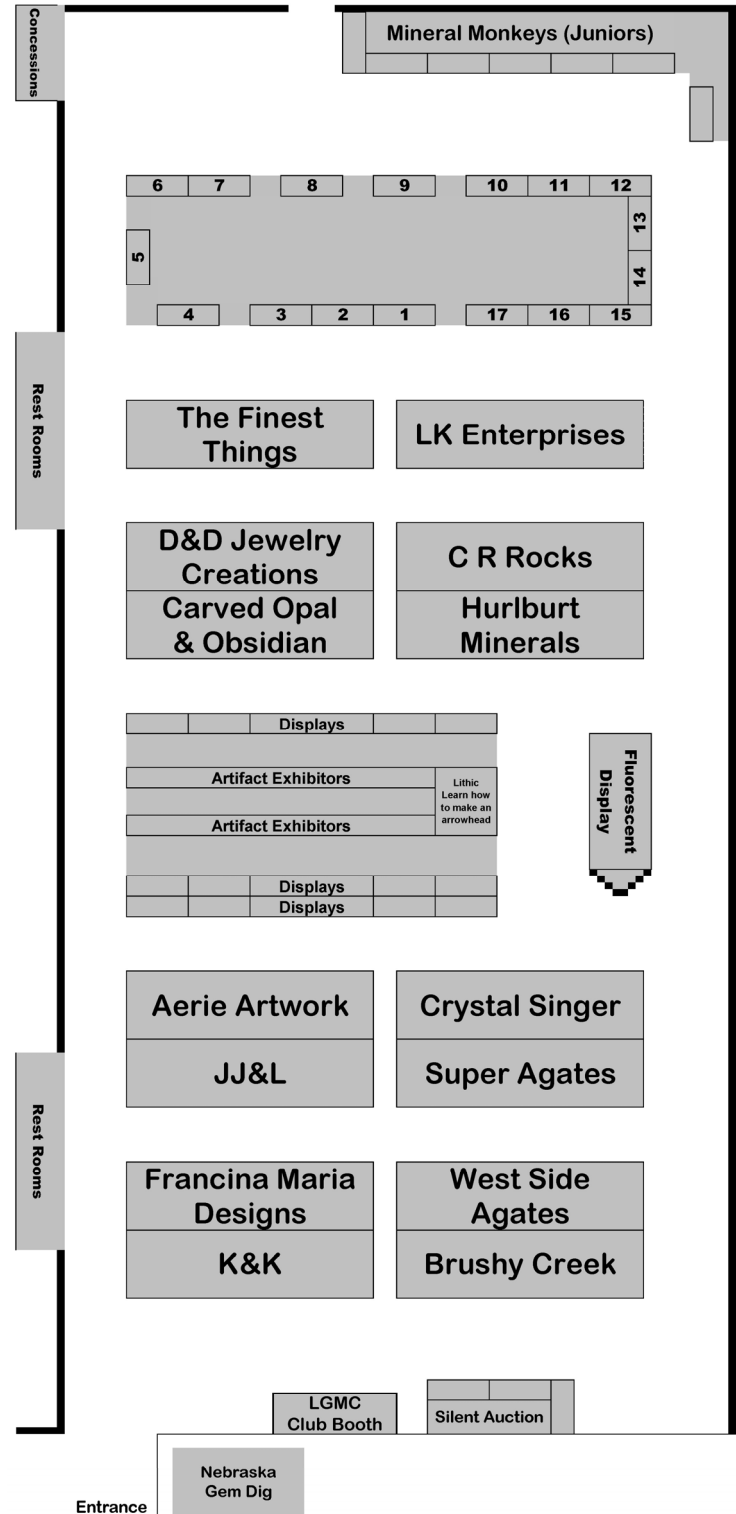 Concessions
Mineral Monkeys (Juniors)
6 7 8 9 10 11 12
13
5
14
4 3 2 1 17 16 15
Rest Rooms
The Finest
Things
LK Enterprises
D&D Jewelry
Creations
C R Rocks
Carved Opal
& Obsidian
Hurlburt
Minerals
Displays
Artifact Exhibitors
Lithic
Learn how
to make an
arrowhead
Artifact Exhibitors
Fluorescent
Display
Displays
Displays
Aerie Artwork
Crystal Singer
JJ&L
Super Agates
Rest Rooms
Francina Maria
Designs
West Side
Agates
K&K
Brushy Creek
LGMC
Club Booth
Silent Auction
Nebraska
Gem Dig
Entrance